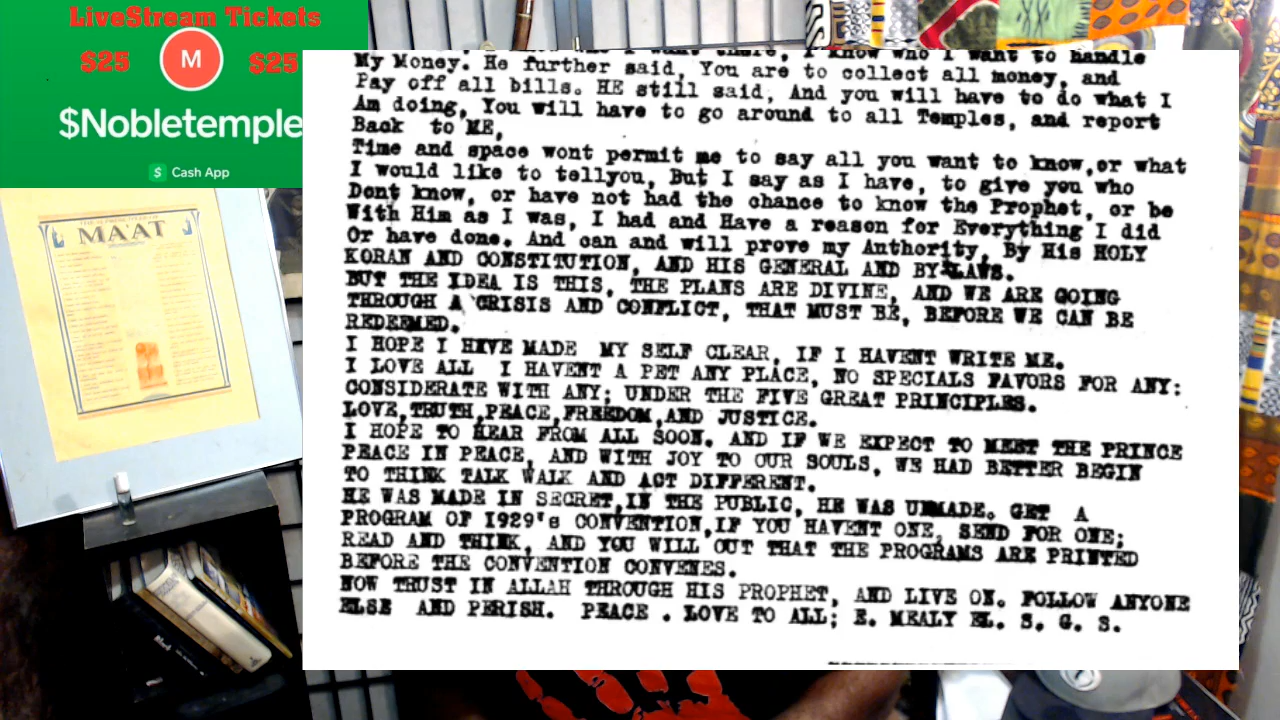 LiveStream Tickets
$25 M $25
$Nobletemple
$ Cash App
MA'AT
My Money. He further said, You are to collect all money, and
Pay off all bills. HE still said, And you will have to do what I
Am doing, You will have to go around to all Temples, and report
Back to ME,
Time and space wont permit me to say all you want to know,or what
I would like to tellyou, But I say as I have, to give you who
Dont know, or have not had the chance to know the Prophet, or be
With Him as I was, I had and Have a reason for Everything I did
Or have done. And can and will prove my Authority, By His HOLY
KORAN AND CONSTITUTION, AND HIS GENERAL AND BY LAWS.
BUT THE IDEA IS THIS, THE PLANS ARE DIVINE, AND WE ARE GOING
THROUGH A CRISIS AND CONFLICT, THAT MUST BE, BEFORE WE CAN BE
REDEEMED.
I HOPE I HEVE MADE MY SELF CLEAR, IF I HAVENT WRITE ME.
I LOVE ALL I HAVENT A PET ANY PLACE, NO SPECIALS FAVORS FOR ANY:
CONSIDERATE WITH ANY; UNDER THE FIVE GREAT PRINCIPLES.
LOVE,TRUTH,PEACE,FREEDOM,AND JUSTICE.
I HOPE TO HEAR FROM ALL SOON. AND IF WE EXPECT TO MEET THE PRINCE
PEACE IN PEACE, AND WITH JOY TO OUR SOULS, WE HAD BETTER BEGIN
TO THINK TALK WALK AND ACT DIFFERENT.
HE WAS MADE IN SECRET,IN THE PUBLIC, HE WAS UNMADE. GET A
PROGRAM OF 1929's CONVENTION,IF YOU HAVENT ONE, SEND FOR ONE;
READ AND THINK, AND YOU WILL OUT THAT THE PROGRAMS ARE PRINTED
BEFORE THE CONVENTION CONVENES.
NOW TRUST IN ALLAH THROUGH HIS PROPHET, AND LIVE ON. FOLLOW ANYONE
ELSE AND PERISH. PEACE . LOVE TO ALL; E. MEALY EL. S. G. S.